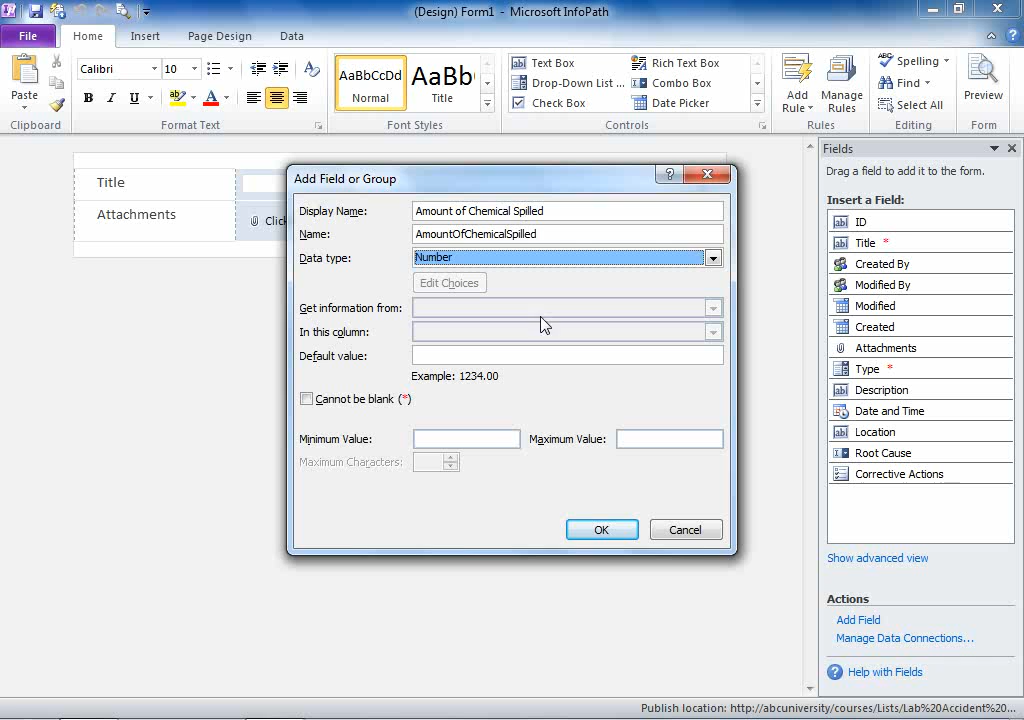 (Design) Form1 - Microsoft InfoPath
File Home Insert Page Design Data
Paste
Clipboard
Calibri 10
B I U A
Format Text
AaBbCcDd
Normal
AaBb
Title
Font Styles
Text Box Rich Text Box
Drop-Down List ... Combo Box
Check Box Date Picker
Controls
Add Rule
Manage Rules
Rules
Spelling
Find
Select All
Editing
Preview
Form
Title
Attachments
Click
Add Field or Group
Display Name: Amount of Chemical Spilled
Name: AmountOfChemicalSpilled
Data type: Number
Edit Choices
Get information from:
In this column:
Default value:
Example: 1234.00
Cannot be blank (*)
Minimum Value: Maximum Value:
Maximum Characters:
OK Cancel
Fields
Drag a field to add it to the form.
Insert a Field:
ID
Title *
Created By
Modified By
Modified
Created
Attachments
Type *
Description
Date and Time
Location
Root Cause
Corrective Actions
Show advanced view
Actions
Add Field
Manage Data Connections...
Help with Fields
Publish location: http://abcuniversity/courses/Lists/Lab%20Accident%20...